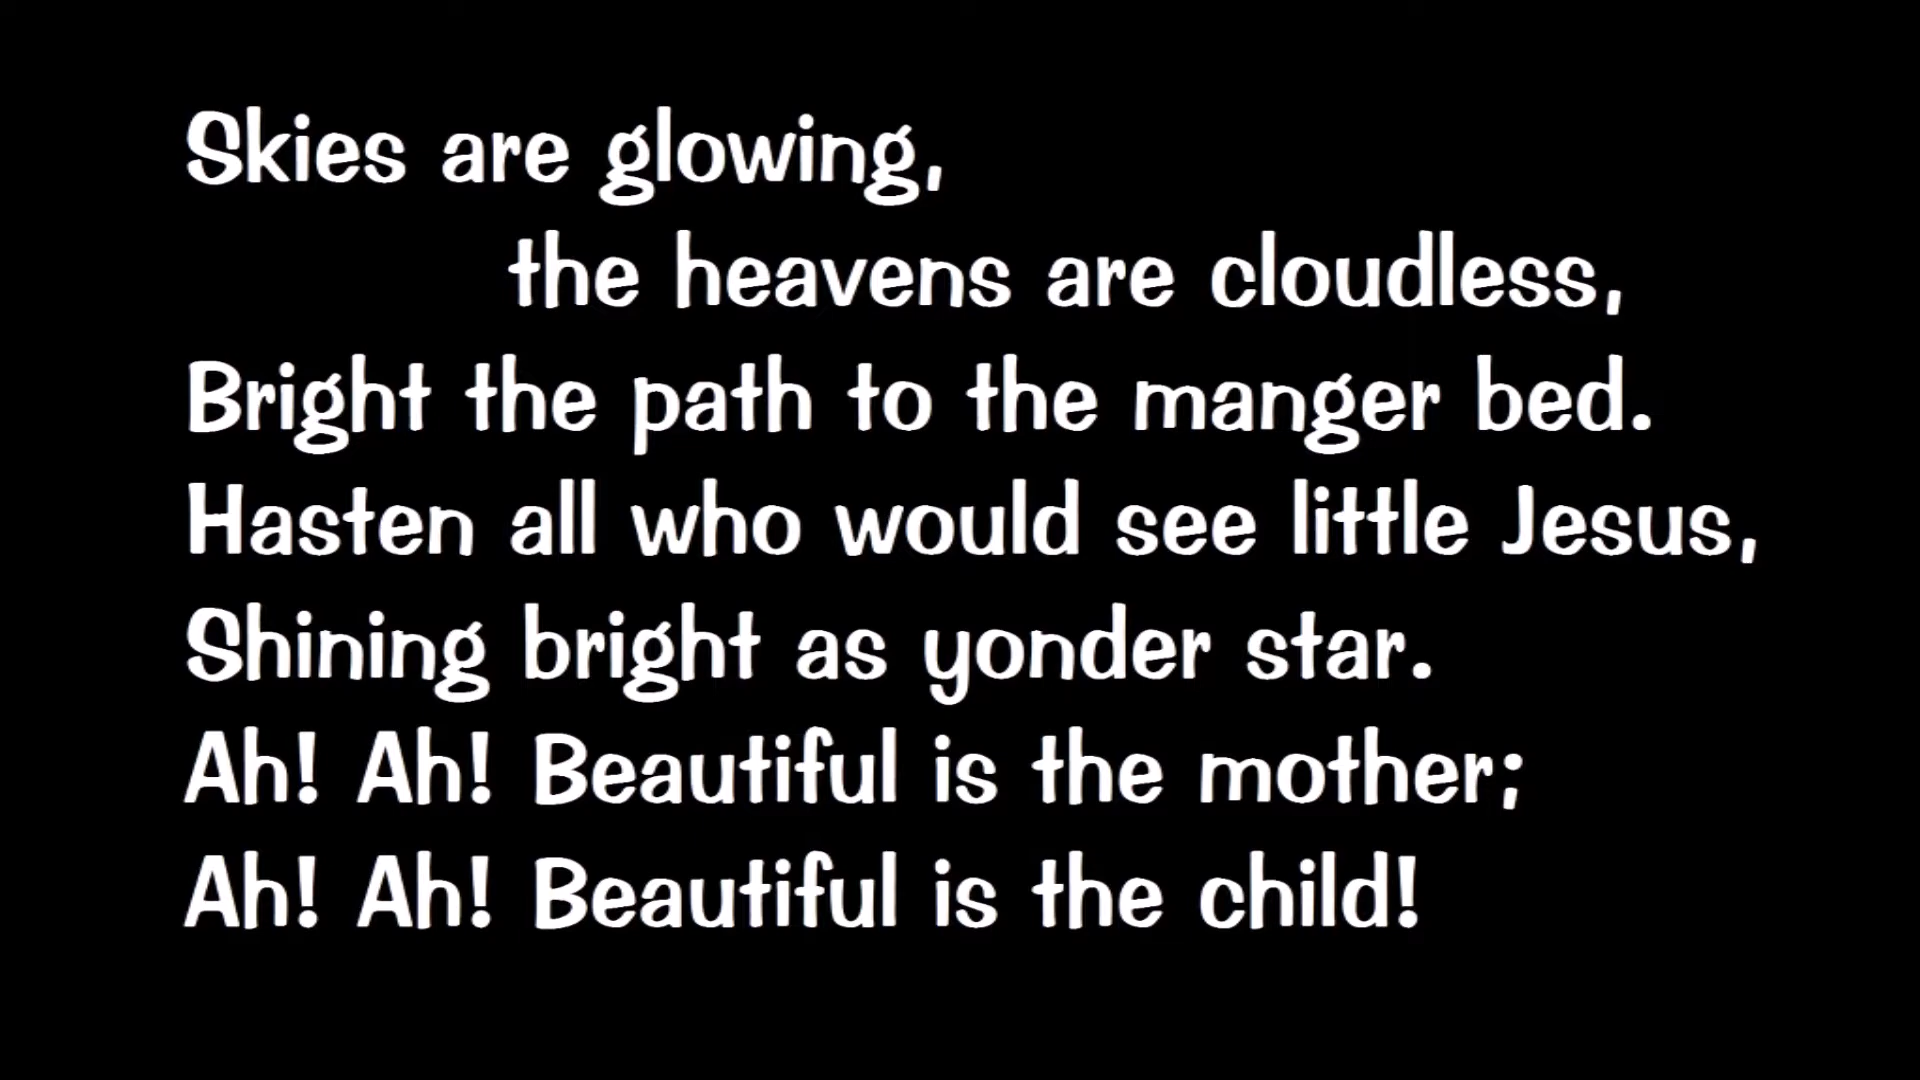 Skies are glowing,
the heavens are cloudless,
Bright the path to the manger bed.
Hasten all who would see little Jesus,
Shining bright as yonder star.
Ah! Ah! Beautiful is the mother;
Ah! Ah! Beautiful is the child!